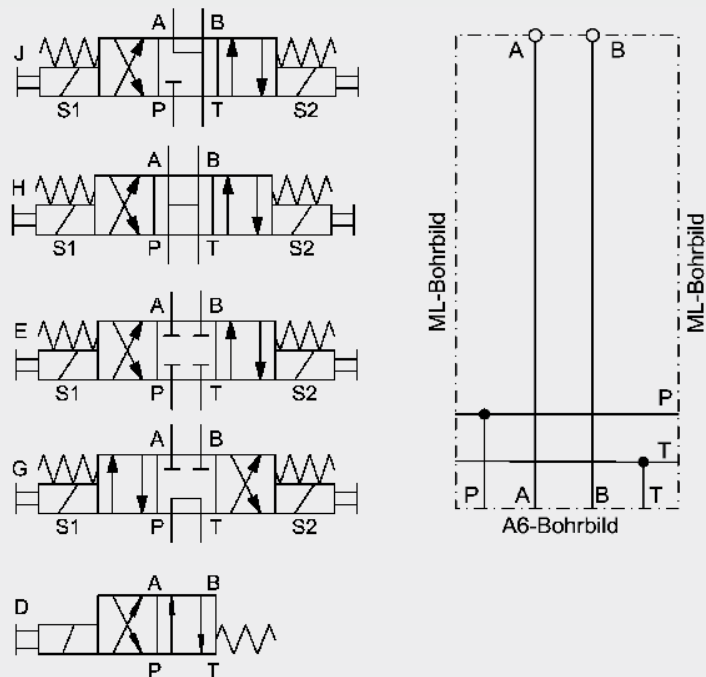 A B
J
S1 P T S2
A B
H
S1 P T S2
A B
E
S1 P T S2
A B
G
S1 P T S2
D A B
P T
A B
ML-Bohrbild
ML-Bohrbild
P
T
P A B T
A6-Bohrbild